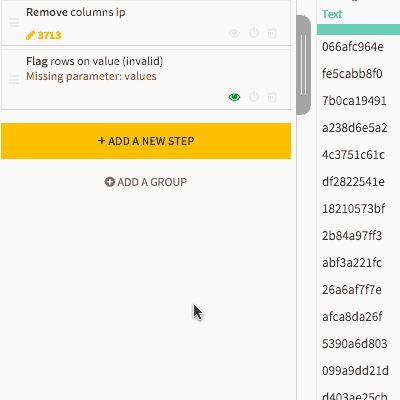 Remove columns ip
3713
Flag rows on value (invalid)
Missing parameter: values
+ ADD A NEW STEP
ADD A GROUP
Text
066afc964e
fe5cabb8f0
7b0ca19491
a238d6e5a2
4c3751c61c
df2822541e
18210573bf
2b84a97ff3
abf3a221fc
26a6af7f7e
afca8da26f
5390a6d803
099a9dd21d
d403ae25cb